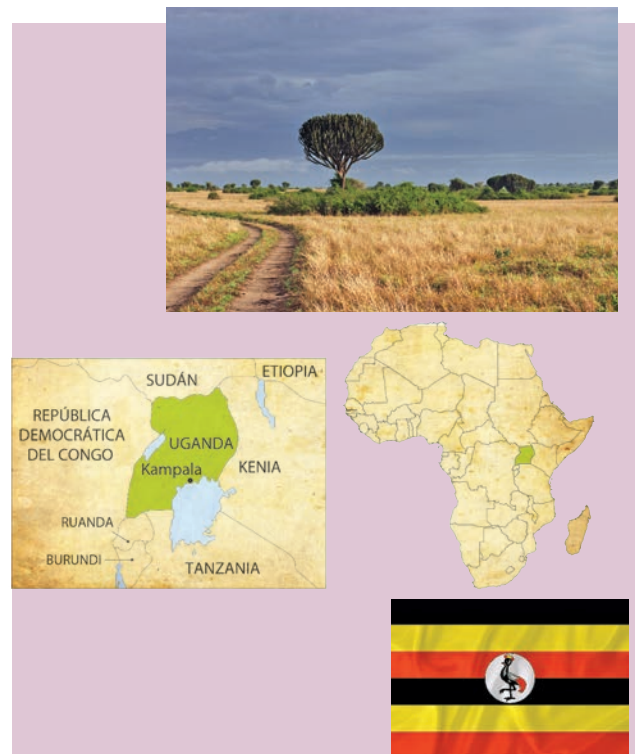 ETIOPIA
SUDÁN
REPÚBLICA
DEMOCRÁTICA
DEL CONGO
UGANDA
Kampala
KENIA
RUANDA
BURUNDI
TANZANIA